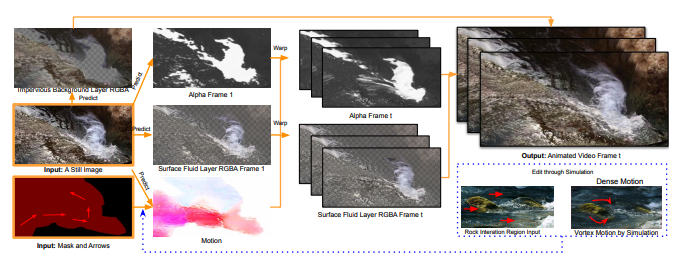 Impervious Background Layer RGBA
Predict
Predict
Alpha Frame 1
Warp
Alpha Frame t
Input: A Still Image
Predict
Surface Fluid Layer RGBA Frame 1
Warp
Surface Fluid Layer RGBA Frame t
Output: Animated Video Frame t
Predict
Input: Mask and Arrows
Motion
Edit through Simulation
Dense Motion
Rock Interation Region Input
Vortex Motion by Simulation